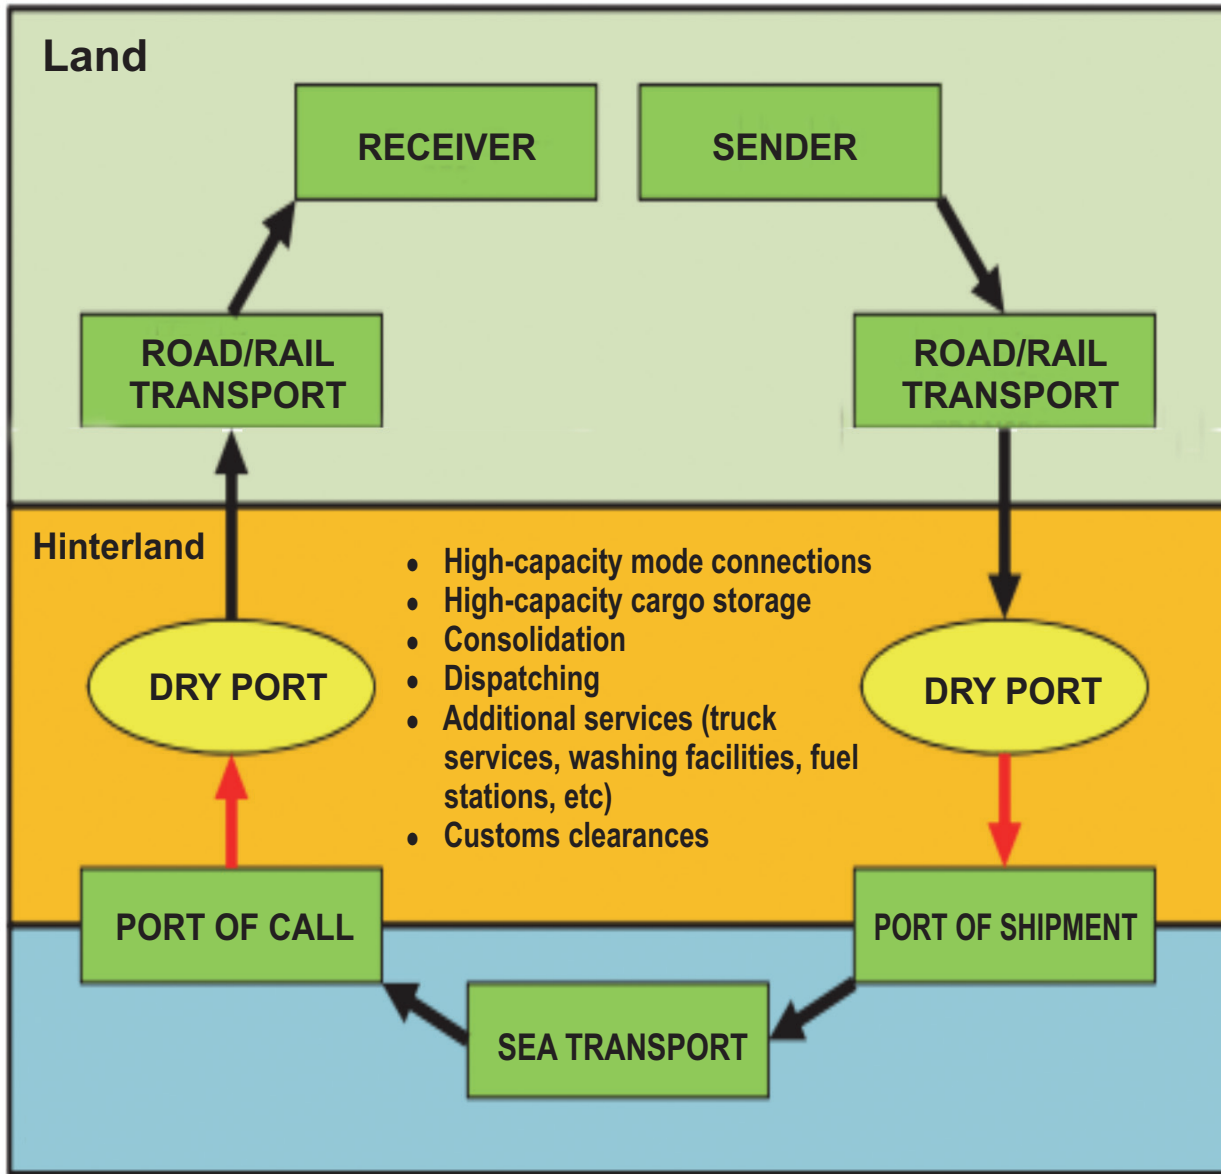 Land
RECEIVER
SENDER
ROAD/RAIL
TRANSPORT
ROAD/RAIL
TRANSPORT
Hinterland
• High-capacity mode connections
• High-capacity cargo storage
• Consolidation
• Dispatching
• Additional services (truck
services, washing facilities, fuel
stations, etc)
• Customs clearances
DRY PORT
DRY PORT
PORT OF CALL
PORT OF SHIPMENT
SEA TRANSPORT